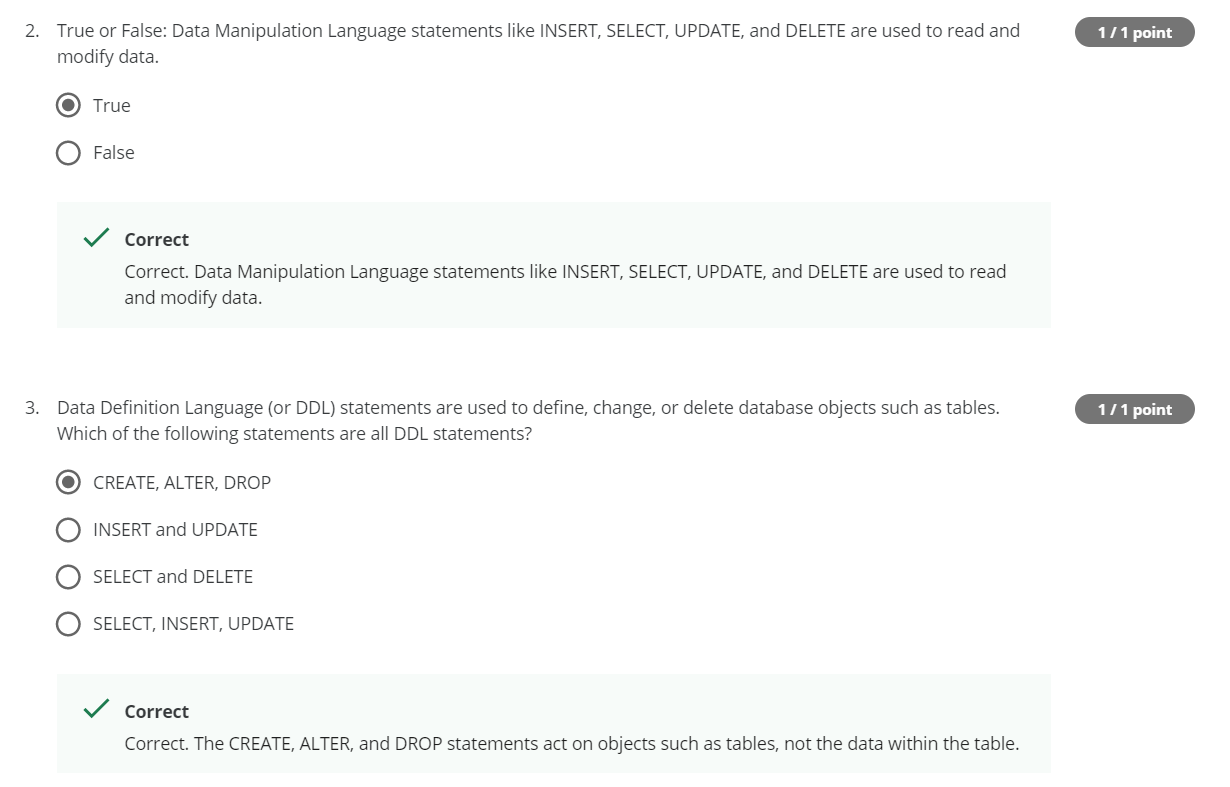 2. True or False: Data Manipulation Language statements like INSERT, SELECT, UPDATE, and DELETE are used to read and
modify data.
1 / 1 point
True
False
Correct
Correct. Data Manipulation Language statements like INSERT, SELECT, UPDATE, and DELETE are used to read
and modify data.
3. Data Definition Language (or DDL) statements are used to define, change, or delete database objects such as tables.
Which of the following statements are all DDL statements?
1 / 1 point
CREATE, ALTER, DROP
INSERT and UPDATE
SELECT and DELETE
SELECT, INSERT, UPDATE
Correct
Correct. The CREATE, ALTER, and DROP statements act on objects such as tables, not the data within the table.